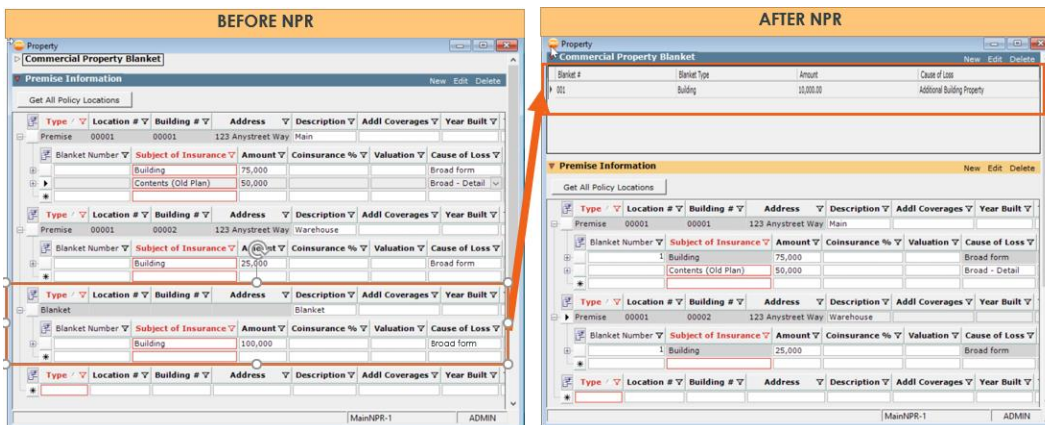 BEFORE NPR
Property
Commercial Property Blanket
Premise Information New Edit Delete
Get All Policy Locations
Type Location # Building # Address Description Addl Coverages Year Built
Premise 00001 00001 123 Anystreet Way Main
Blanket Number Subject of Insurance Amount Coinsurance % Valuation Cause of Loss
Building 75,000 Broad form
Contents (Old Plan) 50,000 Broad - Detail
Type Location # Building # Address Description Addl Coverages Year Built
Premise 00001 00002 123 Anystreet Way Warehouse
Blanket Number Subject of Insurance Coinsurance % Valuation Cause of Loss
Building 25,000 Broad form
Type Location # Building # Address Description Addl Coverages Year Built
Blanket Blanket
Blanket Number Subject of Insurance Amount Coinsurance % Valuation Cause of Loss
Building 100,000 Broad form
Type Location # Building # Address Description Addl Coverages Year Built
MainNPR-1 ADMIN
AFTER NPR
Property
Commercial Property Blanket New Edit Delete
Blanket # Blanket Type Amount Cause of Loss
001 Building 10,000.00 Additional Building Property
Premise Information New Edit Delete
Get All Policy Locations
Type Location # Building # Address Description Addl Coverages Year Built
Premise 00001 00001 123 Anystreet Way Main
Blanket Number Subject of Insurance Amount Coinsurance % Valuation Cause of Loss
1 Building 75,000 Broad form
Contents (Old Plan) 50,000 Broad - Detail
Type Location # Building # Address Description Addl Coverages Year Built
Premise 00001 00002 123 Anystreet Way Warehouse
Blanket Number Subject of Insurance Amount Coinsurance % Valuation Cause of Loss
1 Building 25,000 Broad form
Type Location # Building # Address Description Addl Coverages Year Built
MainNPR-1 ADMIN